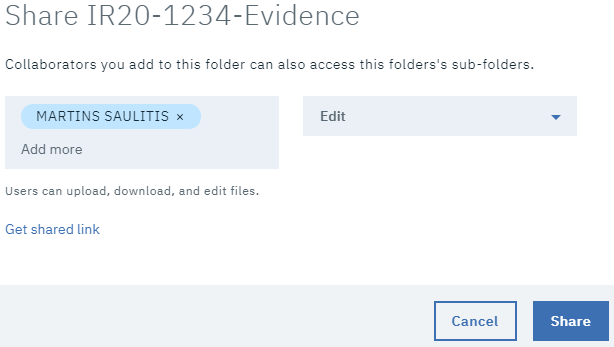 Share IR20-1234-Evidence
Collaborators you add to this folder can also access this folders's sub-folders.
MARTINS SAULITIS ×
Edit
Add more
Users can upload, download, and edit files.
Get shared link
Cancel
Share